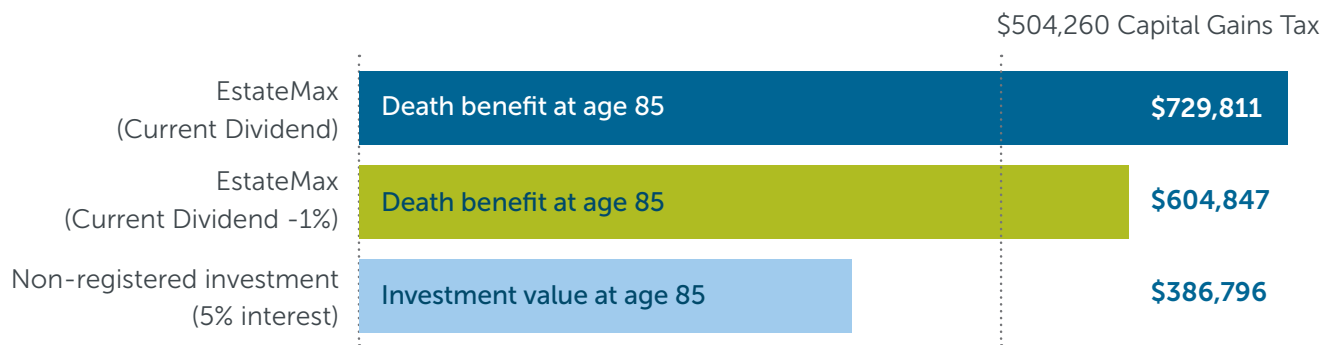 $504,260 Capital Gains Tax
EstateMax
(Current Dividend)
Death benefit at age 85
$729,811
EstateMax
(Current Dividend -1%)
Death benefit at age 85
$604,847
Non-registered investment
(5% interest)
Investment value at age 85
$386,796